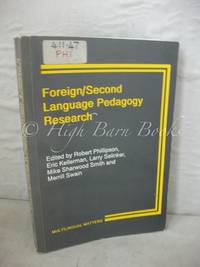 411.47
PHI
Foreign/Second
Language Pedagogy
Research
© High Barn Books
Edited by Robert Phillipson,
Eric Kellerman, Larry Selinker,
Mike Sharwood Smith and
Merrill Swain
MULTILINGUAL MATTERS